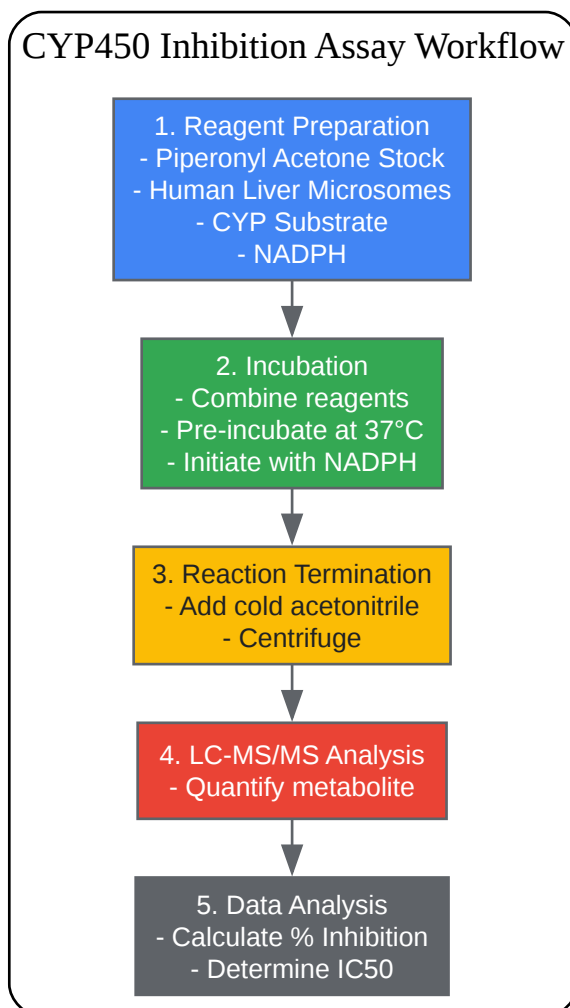 CYP450 Inhibition Assay Workflow
1. Reagent Preparation
- Piperonyl Acetone Stock
- Human Liver Microsomes
- CYP Substrate
- NADPH
2. Incubation
- Combine reagents
- Pre-incubate at 37°C
- Initiate with NADPH
3. Reaction Termination
- Add cold acetonitrile
- Centrifuge
4. LC-MS/MS Analysis
- Quantify metabolite
5. Data Analysis
- Calculate % Inhibition
- Determine IC50